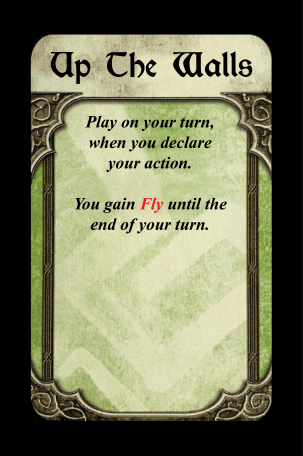 Up The Walls
Play on your turn,
when you declare
your action.
You gain Fly until the
end of your turn.